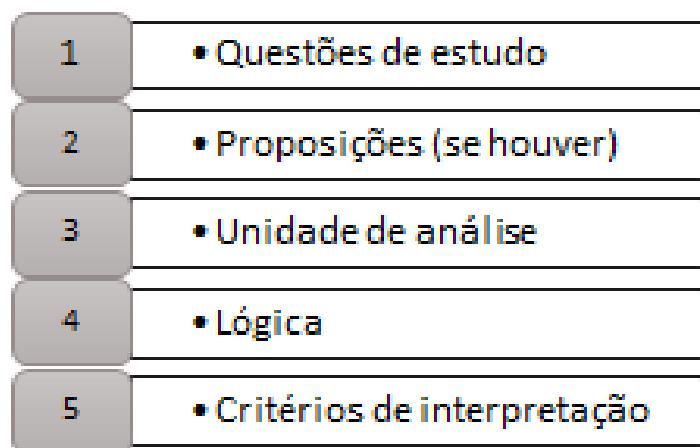 1 • Questões de estudo
2 • Proposições (se houver)
3 • Unidade de análise
4 • Lógica
5 • Critérios de interpretação